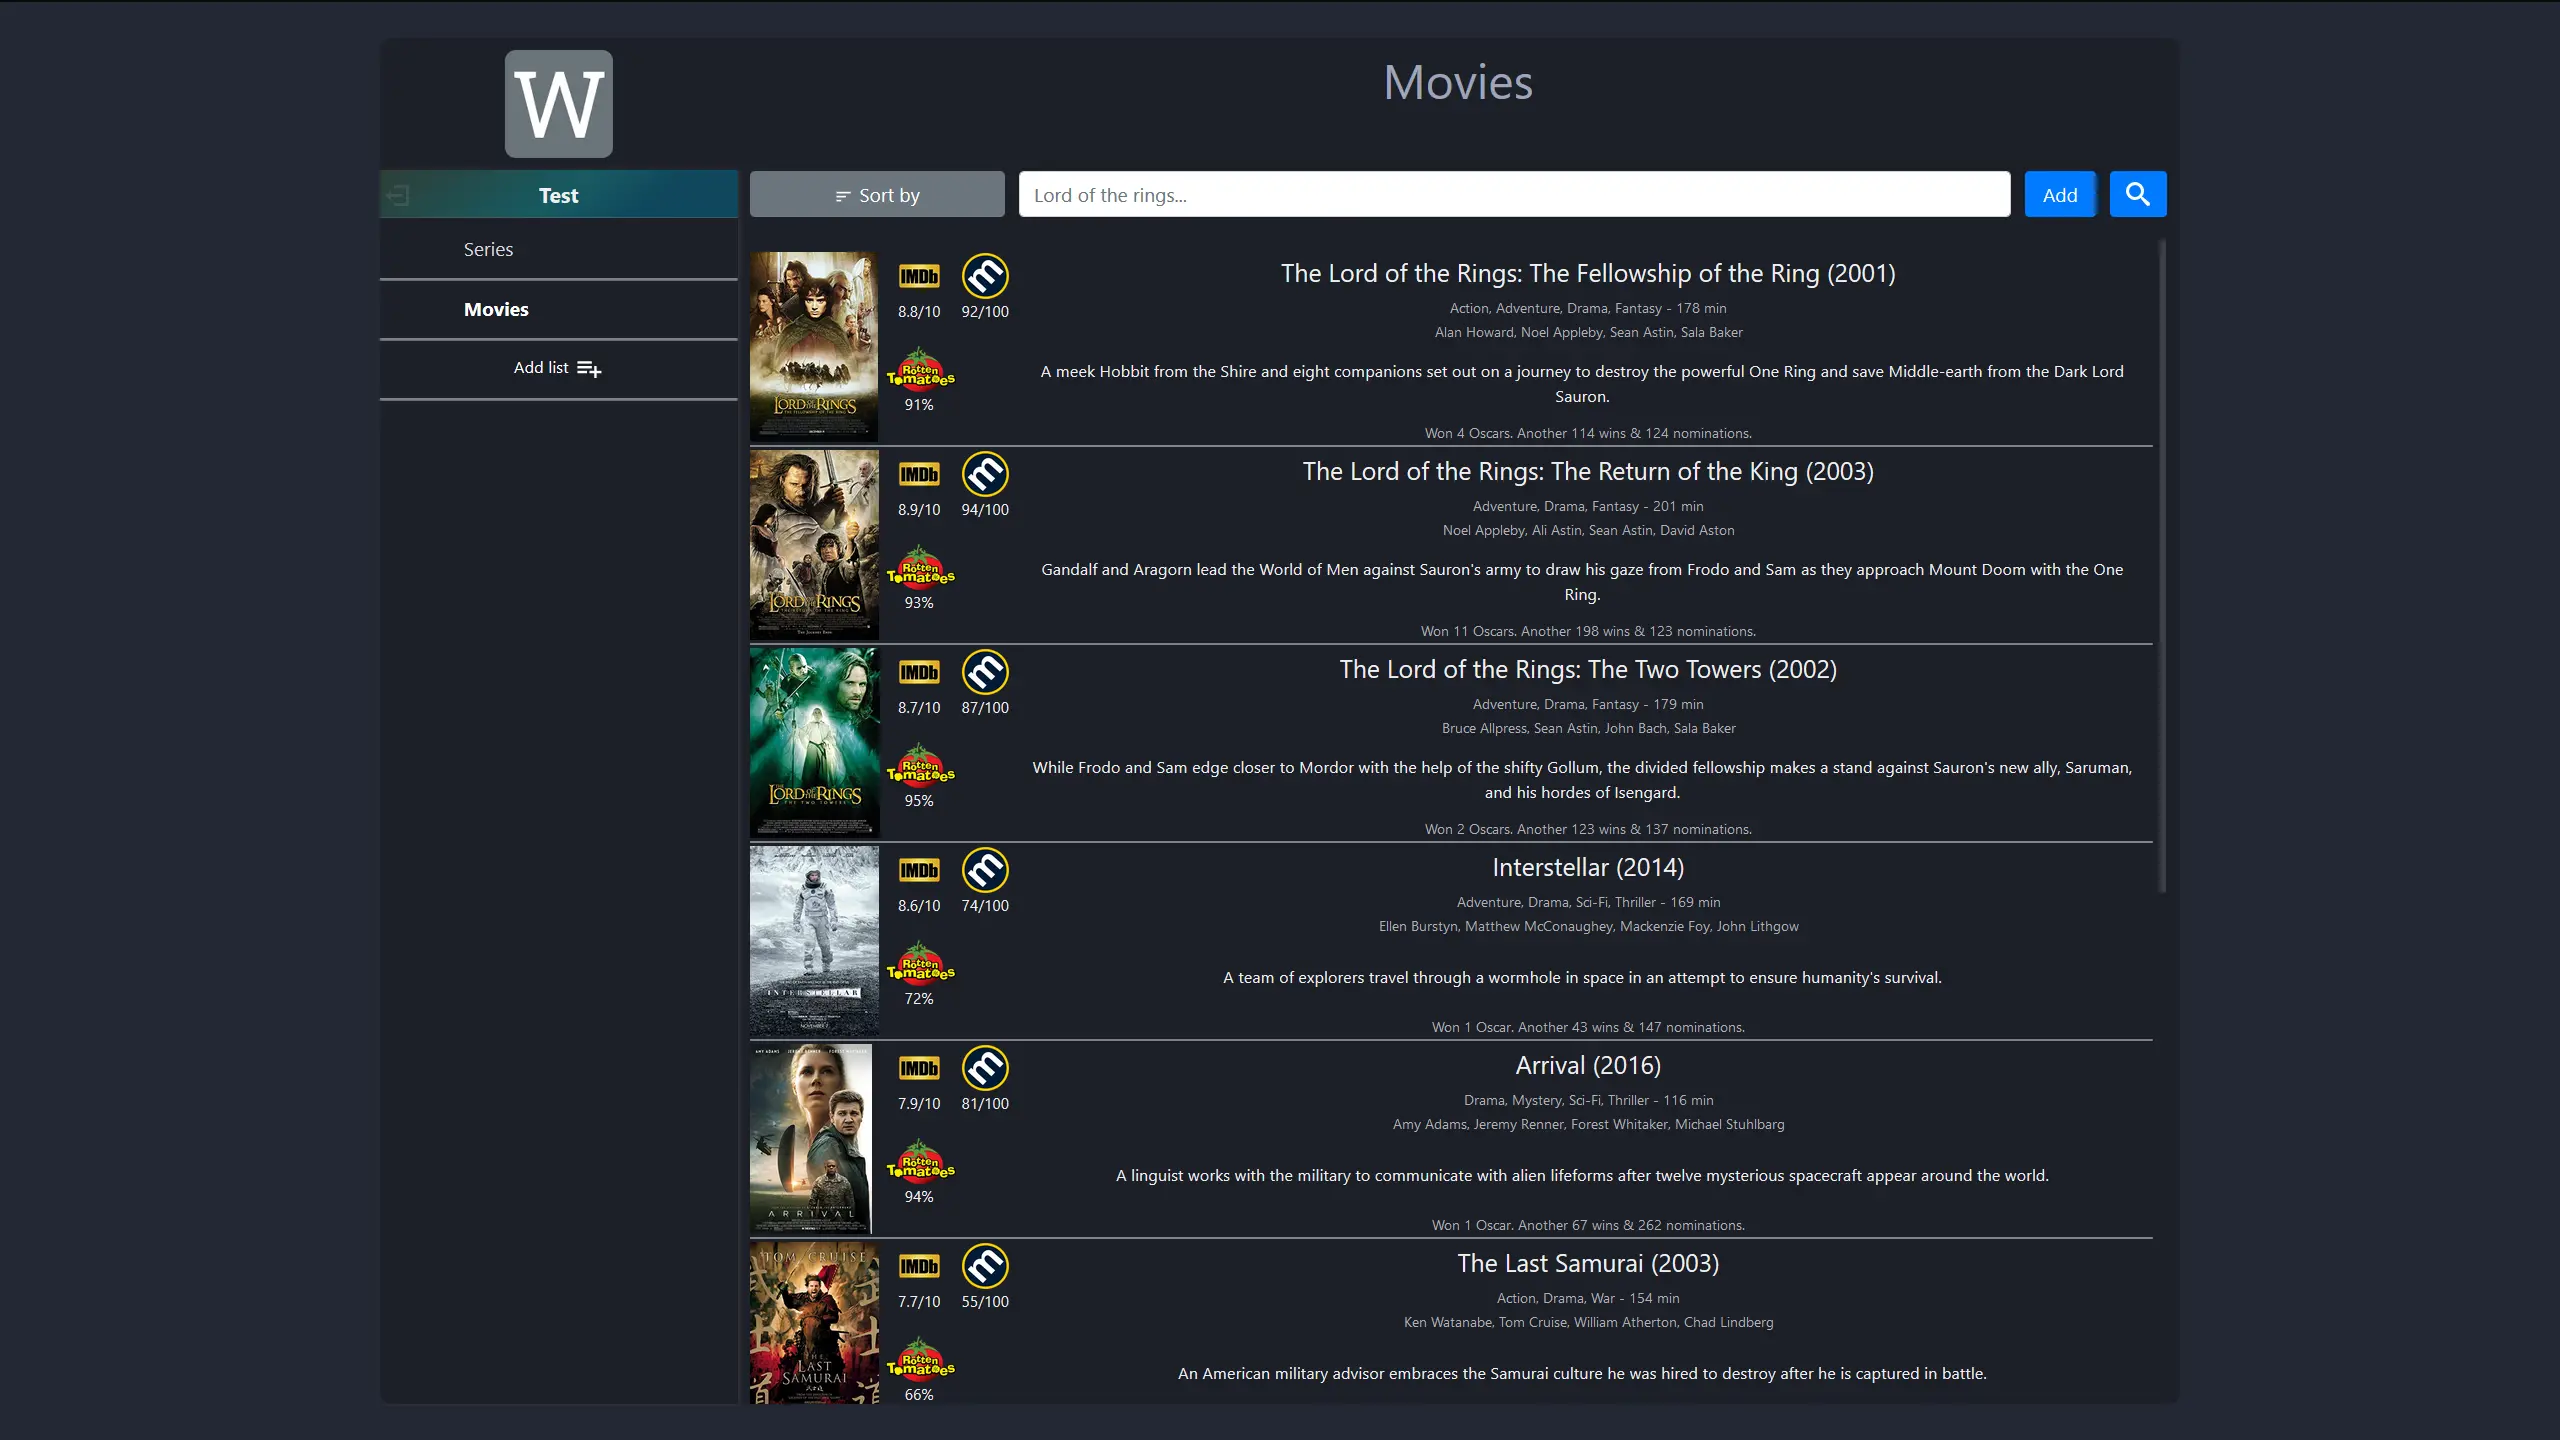 W
Movies
Test
Sort by
Lord of the rings...
Add
Series
Movies
Add list
LORD OF THE RINGS
IMDb
8.8/10
m
92/100
Rotten Tomatoes
91%
The Lord of the Rings: The Fellowship of the Ring (2001)
Action, Adventure, Drama, Fantasy - 178 min
Alan Howard, Noel Appleby, Sean Astin, Sala Baker
A meek Hobbit from the Shire and eight companions set out on a journey to destroy the powerful One Ring and save Middle-earth from the Dark Lord
Sauron.
Won 4 Oscars. Another 114 wins & 124 nominations.
LORD OF THE RINGS
IMDb
8.9/10
m
94/100
Rotten Tomatoes
93%
The Lord of the Rings: The Return of the King (2003)
Adventure, Drama, Fantasy - 201 min
Noel Appleby, Ali Astin, Sean Astin, David Aston
Gandalf and Aragorn lead the World of Men against Sauron's army to draw his gaze from Frodo and Sam as they approach Mount Doom with the One
Ring.
Won 11 Oscars. Another 198 wins & 123 nominations.
LORD OF THE RINGS
THE TWO TOWERS
IMDb
8.7/10
m
87/100
Rotten Tomatoes
95%
The Lord of the Rings: The Two Towers (2002)
Adventure, Drama, Fantasy - 179 min
Bruce Allpress, Sean Astin, John Bach, Sala Baker
While Frodo and Sam edge closer to Mordor with the help of the shifty Gollum, the divided fellowship makes a stand against Sauron's new ally, Saruman,
and his hordes of Isengard.
Won 2 Oscars. Another 123 wins & 137 nominations.
INTERSTELLAR
IMDb
8.6/10
m
74/100
Rotten Tomatoes
72%
Interstellar (2014)
Adventure, Drama, Sci-Fi, Thriller - 169 min
Ellen Burstyn, Matthew McConaughey, Mackenzie Foy, John Lithgow
A team of explorers travel through a wormhole in space in an attempt to ensure humanity's survival.
Won 1 Oscar. Another 43 wins & 147 nominations.
AMY ADAMS JEREMY RENNER FOREST WHITAKER
ARRIVAL
IMDb
7.9/10
m
81/100
Rotten Tomatoes
94%
Arrival (2016)
Drama, Mystery, Sci-Fi, Thriller - 116 min
Amy Adams, Jeremy Renner, Forest Whitaker, Michael Stuhlbarg
A linguist works with the military to communicate with alien lifeforms after twelve mysterious spacecraft appear around the world.
Won 1 Oscar. Another 67 wins & 262 nominations.
TOM CRUISE
THE
LAST
SAMURAI
IMDb
7.7/10
m
55/100
Rotten Tomatoes
66%
The Last Samurai (2003)
Action, Drama, War - 154 min
Ken Watanabe, Tom Cruise, William Atherton, Chad Lindberg
An American military advisor embraces the Samurai culture he was hired to destroy after he is captured in battle.